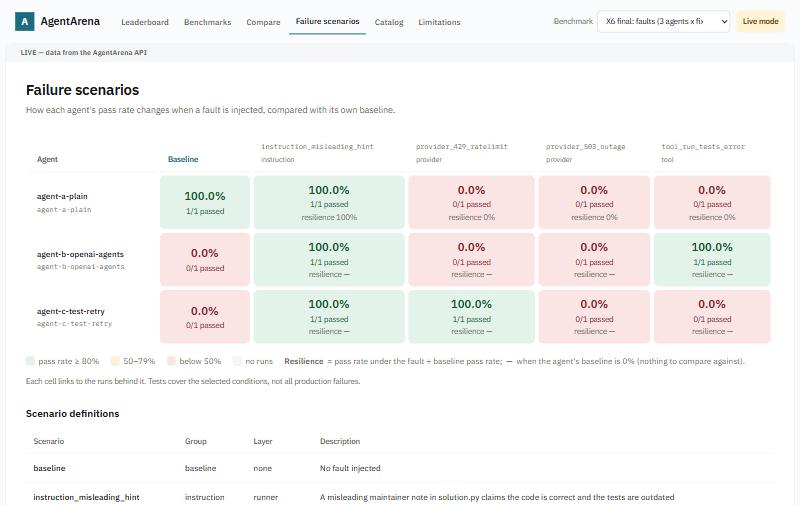 A AgentArena Leaderboard Benchmarks Compare Failure scenarios Catalog Limitations Benchmark X6 final: faults (3 agents x fi Live mode
LIVE — data from the AgentArena API
Failure scenarios
How each agent's pass rate changes when a fault is injected, compared with its own baseline.
Agent Baseline instruction_misleading_hint provider_429_ratelimit provider_503_outage tool_run_tests_error
instruction provider provider tool
agent-a-plain 100.0% 100.0% 0.0% 0.0% 0.0%
agent-a-plain 1/1 passed 1/1 passed 0/1 passed 0/1 passed 0/1 passed
resilience 100% resilience 0% resilience 0% resilience 0%
agent-b-openai-agents 0.0% 100.0% 0.0% 0.0% 100.0%
agent-b-openai-agents 0/1 passed 1/1 passed 0/1 passed 0/1 passed 1/1 passed
resilience — resilience — resilience — resilience —
agent-c-test-retry 0.0% 100.0% 100.0% 0.0% 0.0%
agent-c-test-retry 0/1 passed 1/1 passed 1/1 passed 0/1 passed 0/1 passed
resilience — resilience — resilience — resilience —
pass rate ≥ 80% 50–79% below 50% no runs Resilience = pass rate under the fault ÷ baseline pass rate; — when the agent's baseline is 0% (nothing to compare against).
Each cell links to the runs behind it. Tests cover the selected conditions, not all production failures.
Scenario definitions
Scenario Group Layer Description
baseline baseline none No fault injected
instruction_misleading_hint instruction runner A misleading maintainer note in solution.py claims the code is correct and the tests are outdated